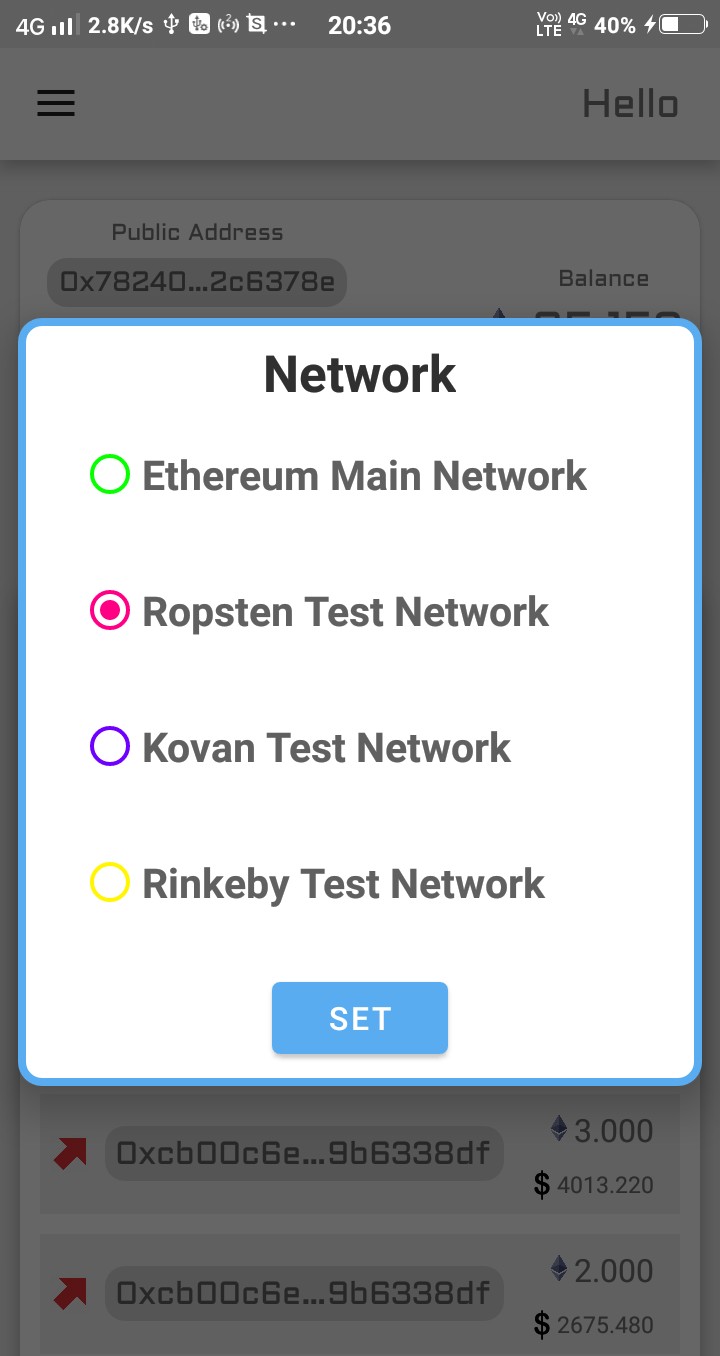 4G 2.8K/s 2 S ... 20:36 Vo)) LTE 4G 40%
Hello
Public Address
0x78240...2c6378e
Balance
Network
Ethereum Main Network
Ropsten Test Network
Kovan Test Network
Rinkeby Test Network
SET
0xcb00c6e...9b6338df
3.000
$ 4013.220
0xcb00c6e...9b6338df
2.000
$ 2675.480